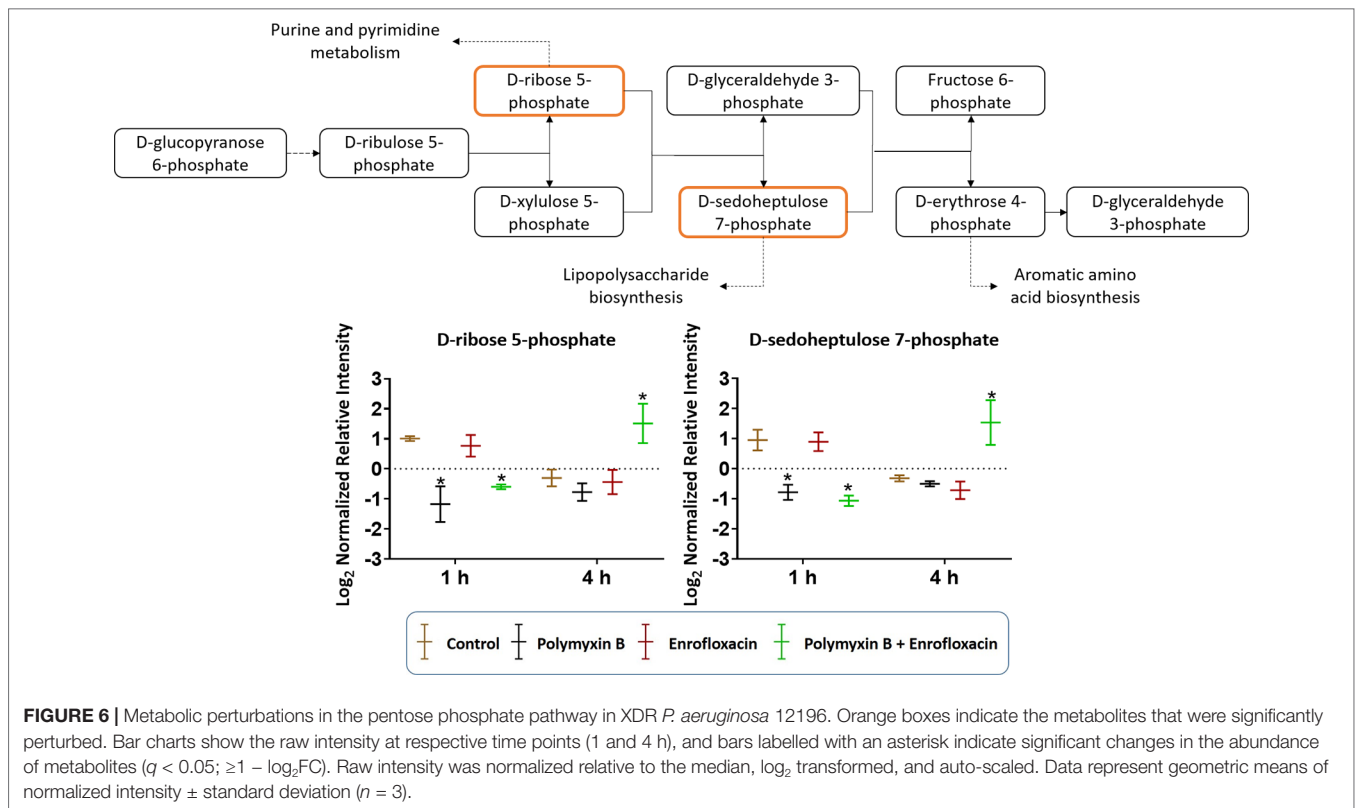 Purine and pyrimidine
metabolism
D-ribose 5-
phosphate
D-glyceraldehyde 3-
phosphate
Fructose 6-
phosphate
D-glucopyranose
6-phosphate
D-ribulose 5-
phosphate
D-xylulose 5-
phosphate
D-sedoheptulose
7-phosphate
D-erythrose 4-
phosphate
D-glyceraldehyde
3-phosphate
Lipopolysaccharide
biosynthesis
Aromatic amino
acid biosynthesis
D-ribose 5-phosphate
Log2 Normalized Relative Intensity
3
2
1
0
-1
-2
-3
*
*
*
1 h
4 h
D-sedoheptulose 7-phosphate
Log2 Normalized Relative Intensity
3
2
1
0
-1
-2
-3
*
*
*
1 h
4 h
Control
Polymyxin B
Enrofloxacin
Polymyxin B + Enrofloxacin
FIGURE 6 | Metabolic perturbations in the pentose phosphate pathway in XDR P. aeruginosa 12196. Orange boxes indicate the metabolites that were significantly
perturbed. Bar charts show the raw intensity at respective time points (1 and 4 h), and bars labelled with an asterisk indicate significant changes in the abundance
of metabolites (q < 0.05; ≥1 – log2FC). Raw intensity was normalized relative to the median, log2 transformed, and auto-scaled. Data represent geometric means of
normalized intensity ± standard deviation (n = 3).